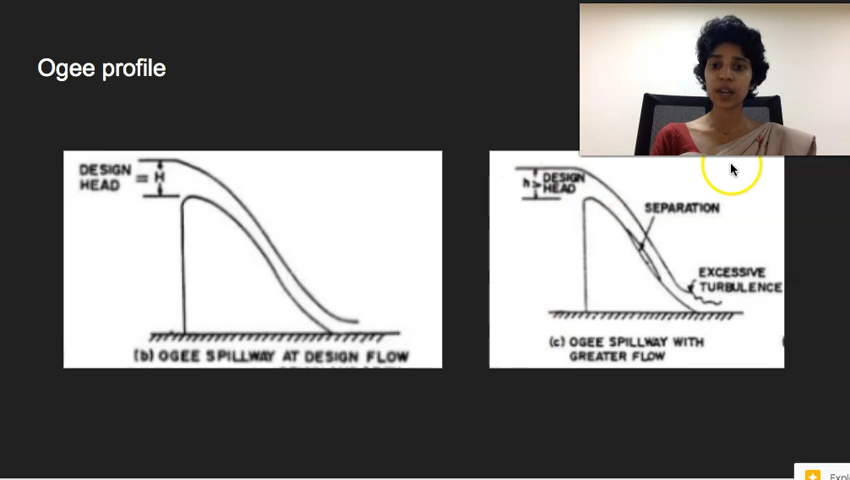 Ogee profile
DESIGN
HEAD = H
(b) OGEE SPILLWAY AT DESIGN FLOW
h > DESIGN
HEAD
SEPARATION
EXCESSIVE
TURBULENCE
(c) OGEE SPILLWAY WITH
GREATER FLOW